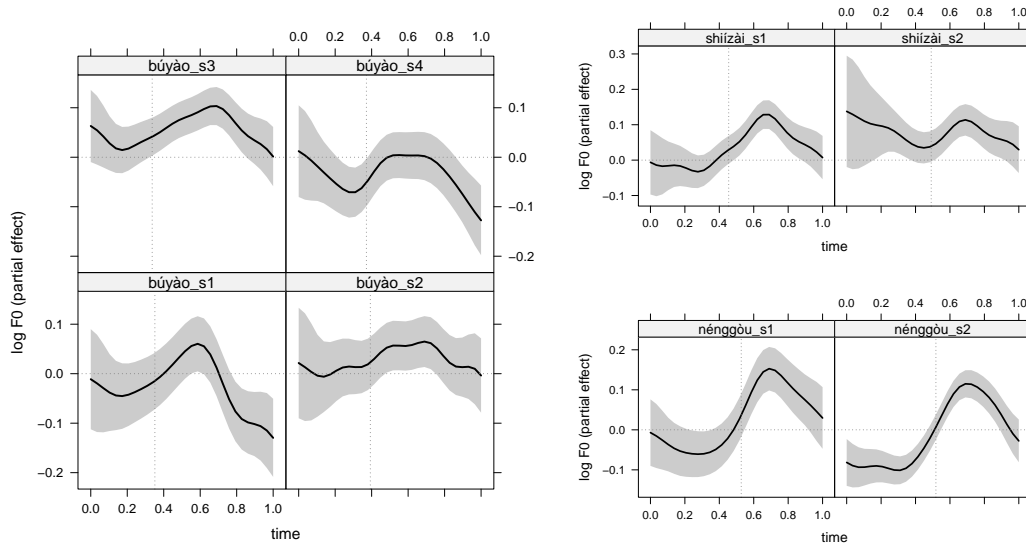 0.0 0.2 0.4 0.6 0.8 1.0
búyào_s3 búyào_s4
0.1
0.0
−0.1
−0.2
búyào_s1 búyào_s2
0.1
0.0
−0.1
−0.2
0.0 0.2 0.4 0.6 0.8 1.0
time
log F0 (partial effect)
0.0 0.2 0.4 0.6 0.8 1.0
shiízài_s1 shiízài_s2
0.3
0.2
0.1
0.0
−0.1
0.0 0.2 0.4 0.6 0.8 1.0
time
log F0 (partial effect)
0.0 0.2 0.4 0.6 0.8 1.0
nénggòu_s1 nénggòu_s2
0.2
0.1
0.0
−0.1
0.0 0.2 0.4 0.6 0.8 1.0
time
log F0 (partial effect)